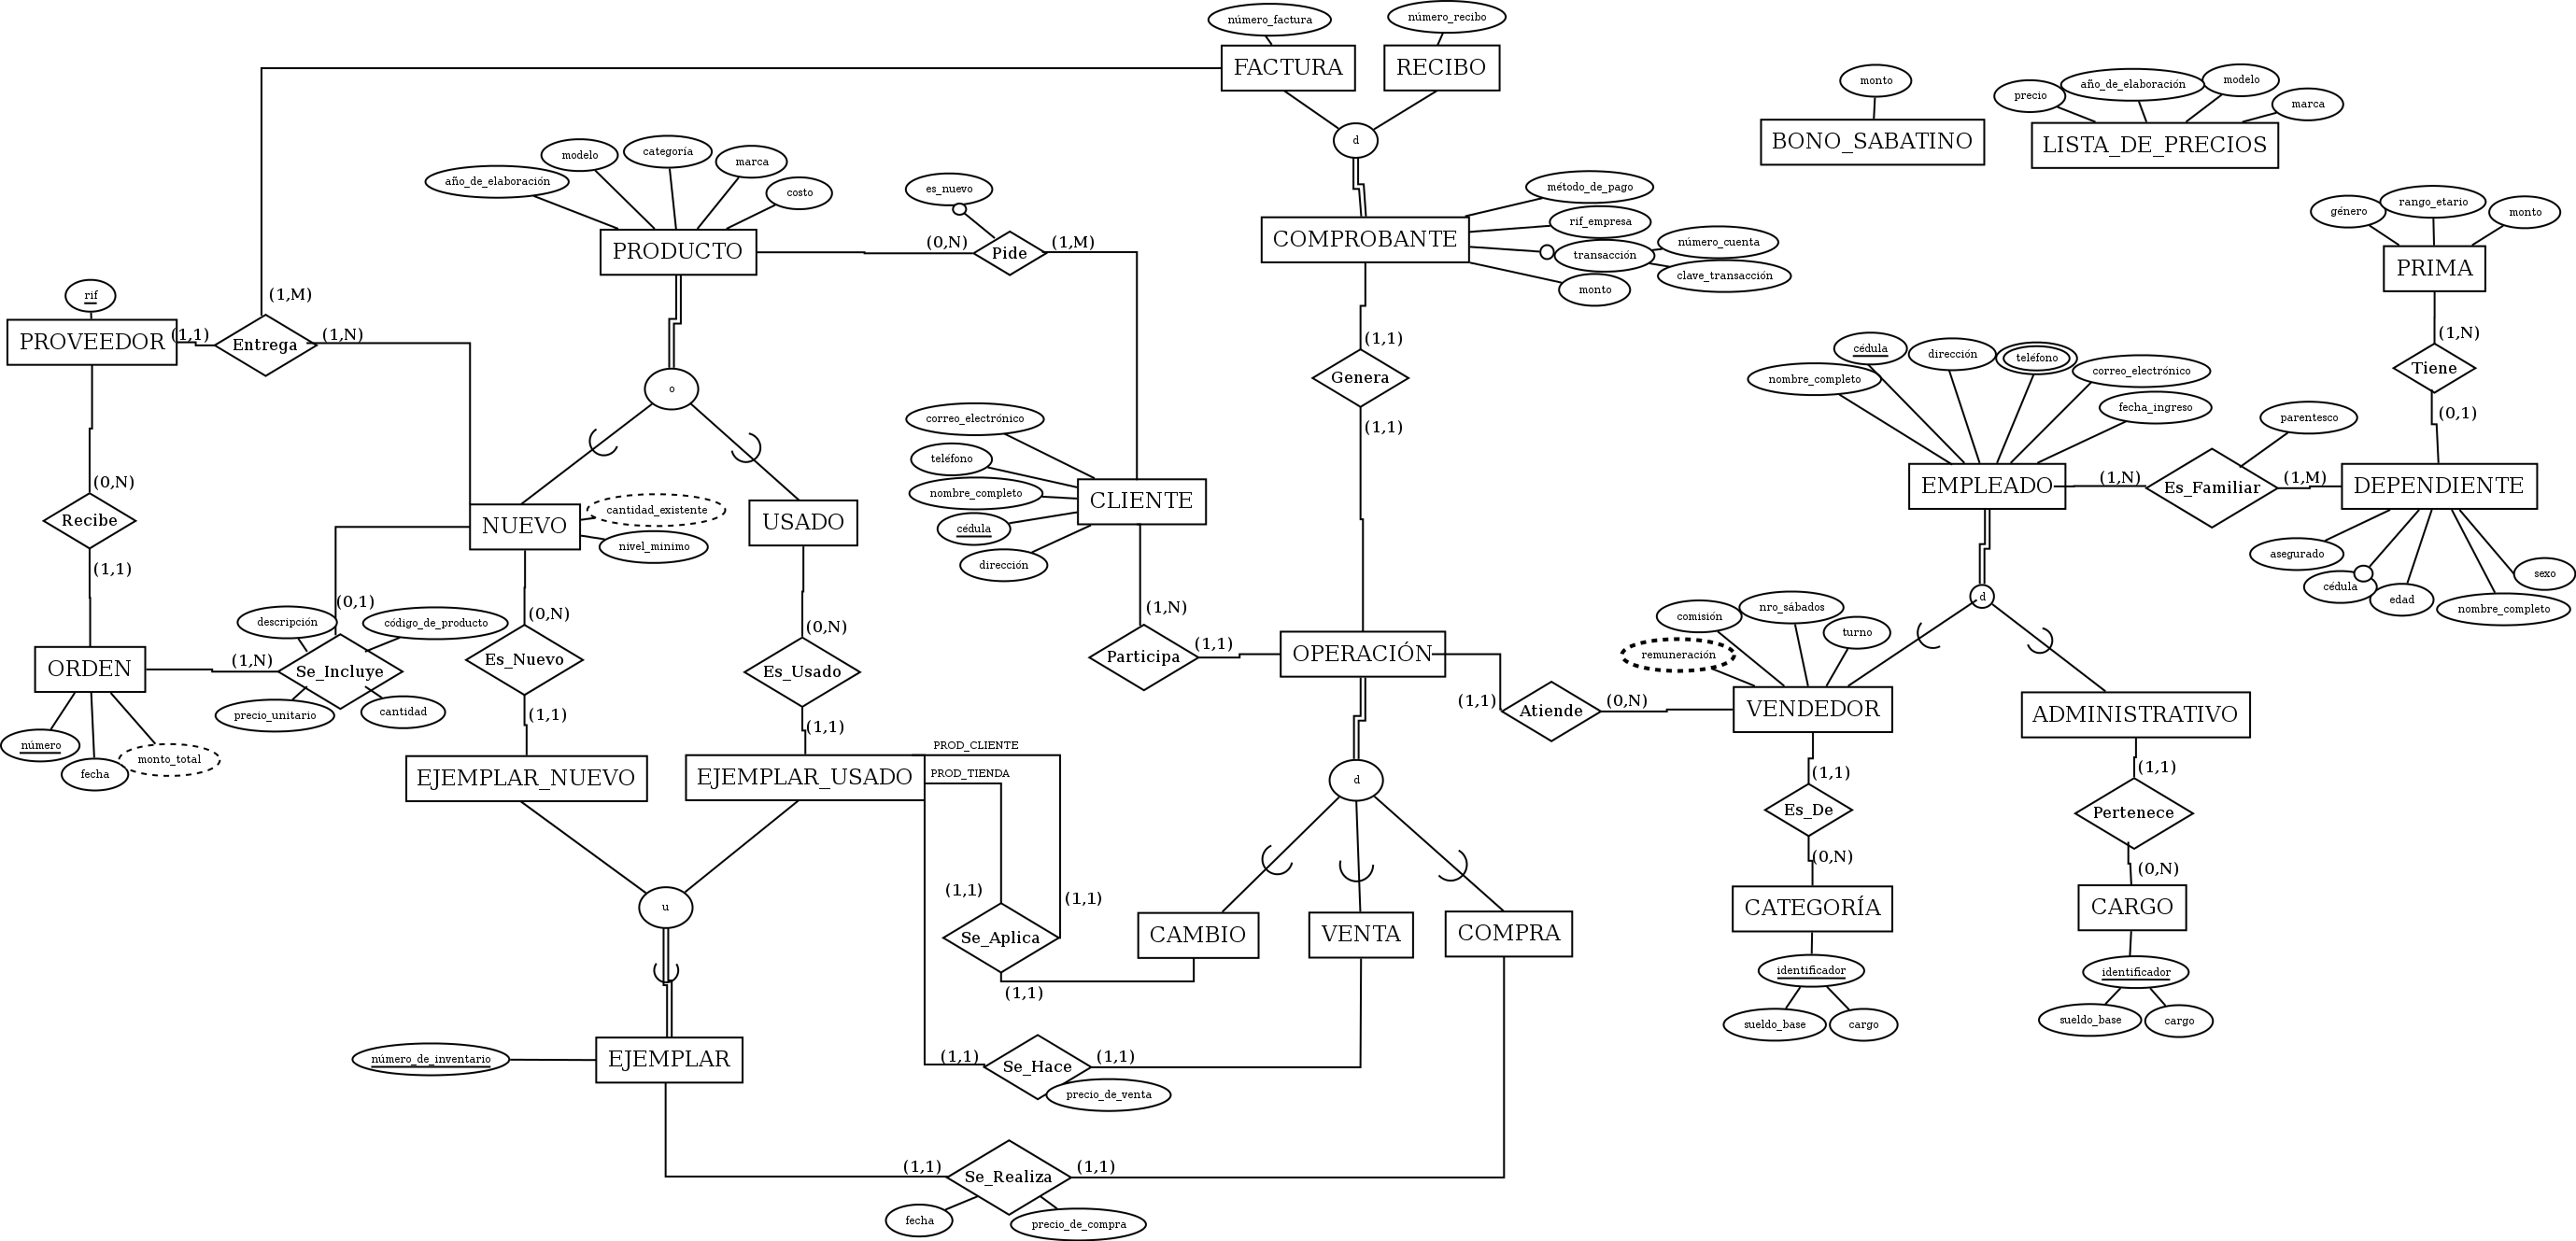 número_factura
número_recibo
FACTURA
RECIBO
d
monto
BONO_SABATINO
precio
año_de_elaboración
modelo
marca
LISTA_DE_PRECIOS
año_de_elaboración
modelo
categoría
marca
costo
PRODUCTO
es_nuevo
(0,N)
Pide
(1,M)
COMPROBANTE
método_de_pago
rif_empresa
transacción
número_cuenta
clave_transacción
monto
género
rango_etario
monto
PRIMA
(1,N)
Tiene
(0,1)
rif
PROVEEDOR
(1,1)
Entrega
(1,M)
(1,N)
o
(1,1)
Genera
(1,1)
nombre_completo
cédula
dirección
teléfono
correo_electrónico
fecha_ingreso
EMPLEADO
(1,N)
Es_Familiar
parentesco
(1,M)
DEPENDIENTE
asegurado
cédula
edad
nombre_completo
sexo
correo_electrónico
teléfono
nombre_completo
cédula
dirección
CLIENTE
(0,N)
Recibe
(1,1)
NUEVO
cantidad_existente
nivel_minimo
USADO
d
(0,1)
descripción
código_de_producto
(1,N)
Se_Incluye
precio_unitario
cantidad
ORDEN
número
fecha
monto_total
(0,N)
Es_Nuevo
(1,1)
(0,N)
Es_Usado
(1,1)
(1,N)
Participa
(1,1)
OPERACIÓN
(1,1)
Atiende
(0,N)
comisión
nro_sábados
turno
remuneración
VENDEDOR
ADMINISTRATIVO
PROD_CLIENTE
PROD_TIENDA
EJEMPLAR_NUEVO
EJEMPLAR_USADO
d
(1,1)
Es_De
(0,N)
(1,1)
Pertenece
(0,N)
u
(1,1)
(1,1)
Se_Aplica
(1,1)
CAMBIO
VENTA
COMPRA
CATEGORÍA
identificador
sueldo_base
cargo
CARGO
identificador
sueldo_base
cargo
número_de_inventario
EJEMPLAR
(1,1)
Se_Hace
(1,1)
precio_de_venta
(1,1)
Se_Realiza
(1,1)
fecha
precio_de_compra